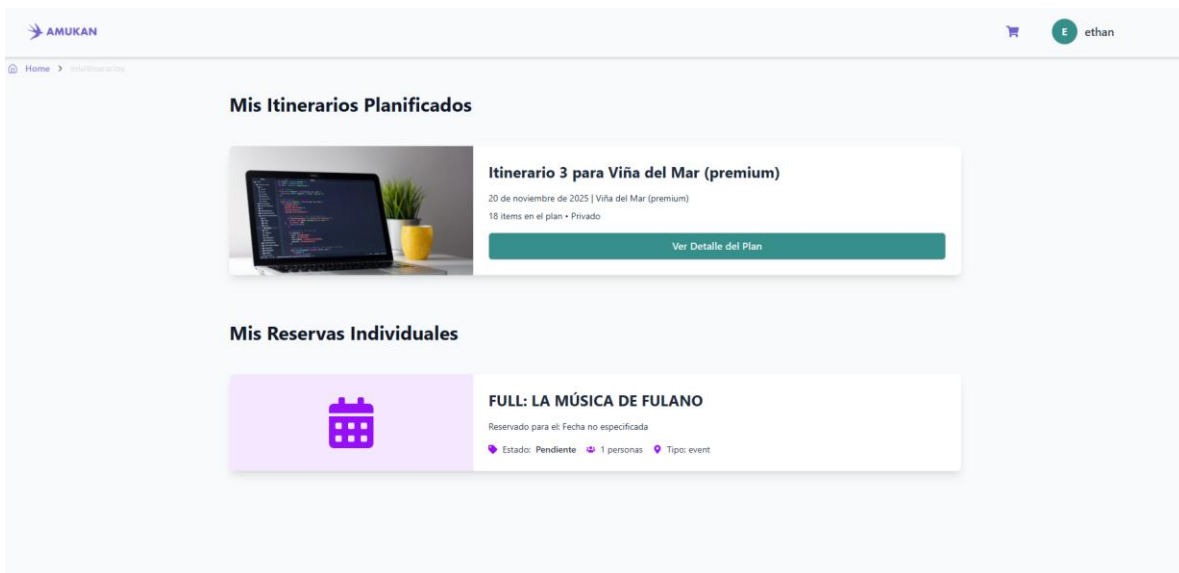 AMUKAN
E ethan
Home > misitinerarios
Mis Itinerarios Planificados
Itinerario 3 para Viña del Mar (premium)
20 de noviembre de 2025 | Viña del Mar (premium)
18 items en el plan • Privado
Ver Detalle del Plan
Mis Reservas Individuales
FULL: LA MÚSICA DE FULANO
Reservado para el: Fecha no especificada
Estado: Pendiente 1 personas Tipo: event